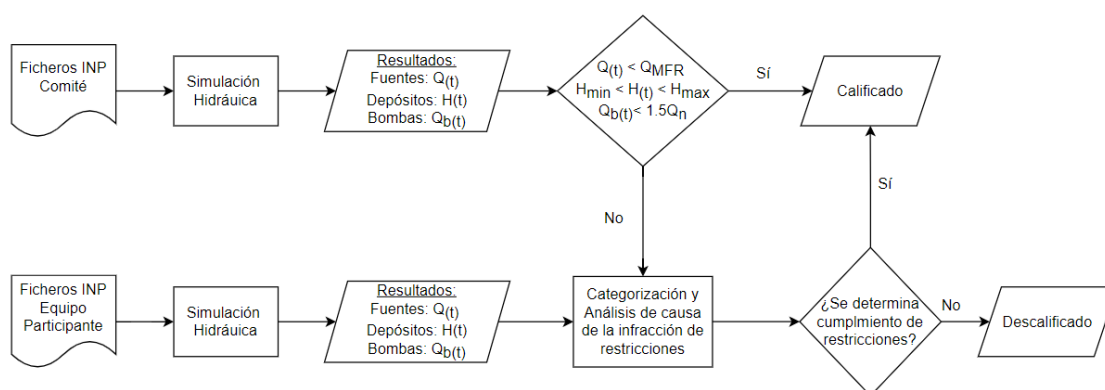 Ficheros INP
Comité
Simulación
Hidráuica
Resultados:
Fuentes: Q(t)
Depósitos: H(t)
Bombas: Qb(t)
Q(t) < QMFR
Hmin < H(t) < Hmax
Qb(t)< 1.5Qn
Sí
Calificado
No
Sí
Ficheros INP
Equipo
Participante
Simulación
Hidráuica
Resultados:
Fuentes: Q(t)
Depósitos: H(t)
Bombas: Qb(t)
Categorización y
Análisis de causa
de la infracción de
restricciones
¿Se determina
cumplmiento de
restricciones?
No
Descalificado